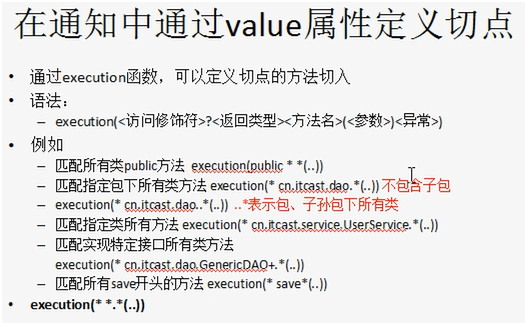 在通知中通过value属性定义切点
• 通过execution函数，可以定义切点的方法切入
• 语法：
– execution(<访问修饰符>?<返回类型><方法名>(<参数>)<异常>)
• 例如
– 匹配所有类public方法 execution(public * *(..))
– 匹配指定包下所有类方法 execution(* cn.itcast.dao.*(..)) 不包含子包
– execution(* cn.itcast.dao..*(..)) ..*表示包、子孙包下所有类
– 匹配指定类所有方法 execution(* cn.itcast.service.UserService.*(..))
– 匹配实现特定接口所有类方法
execution(* cn.itcast.dao.GenericDAO+.*(..))
– 匹配所有save开头的方法 execution(* save*(..))
• execution(* *.*(..))